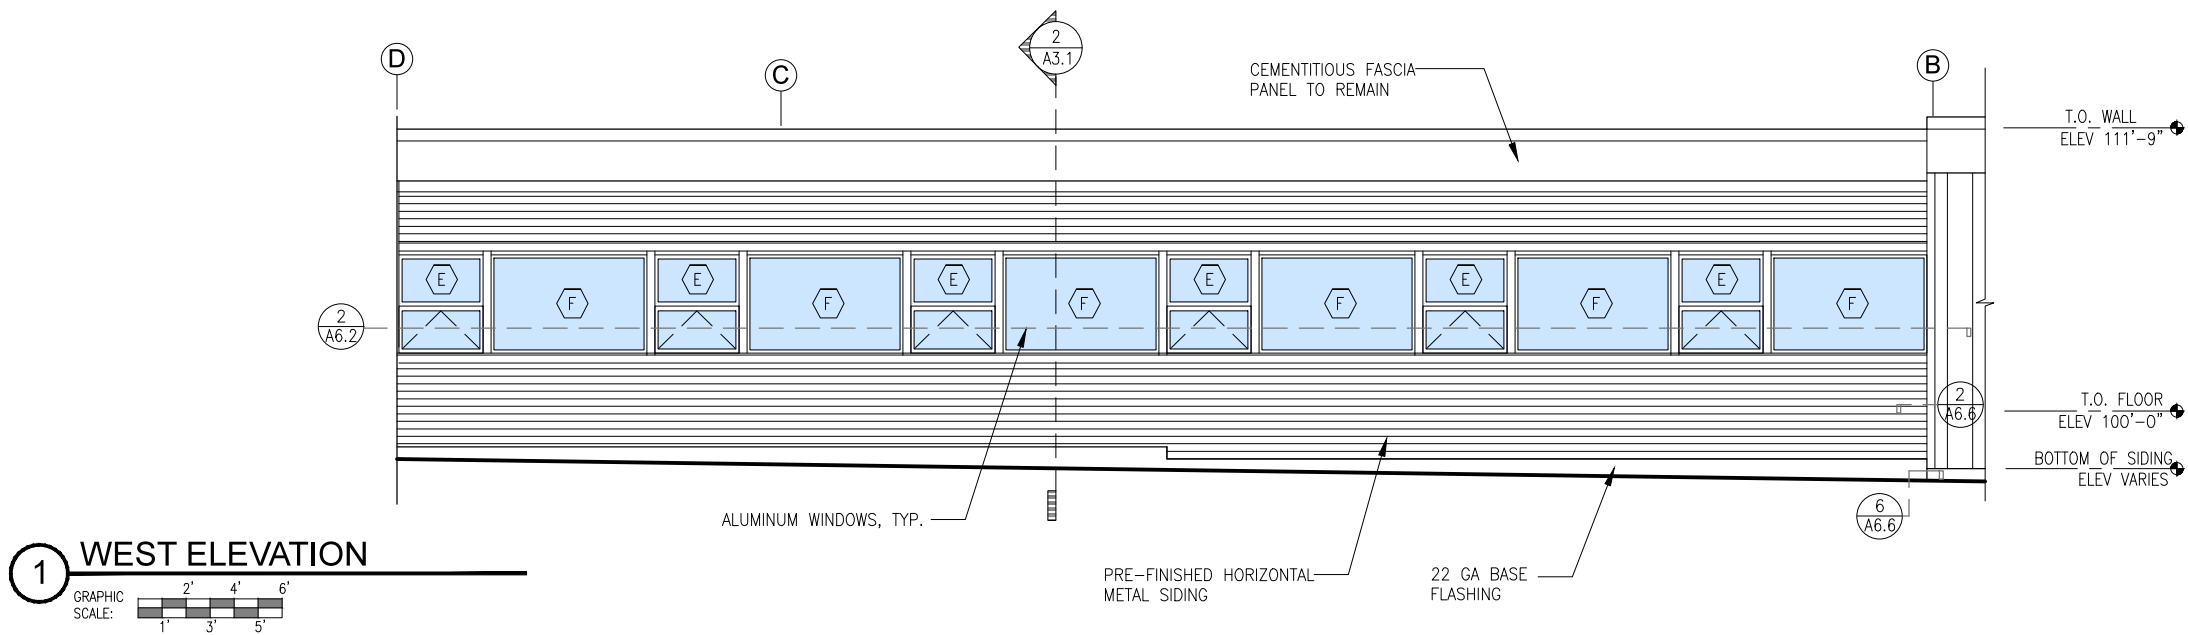 2
A3.1
D
C
B
CEMENTITIOUS FASCIA
PANEL TO REMAIN
T.O. WALL
ELEV 111'-9"
E
F
E
F
E
F
E
F
E
F
E
F
2
A6.2
2
A6.6
T.O. FLOOR
ELEV 100'-0"
BOTTOM OF SIDING
ELEV VARIES
6
A6.6
ALUMINUM WINDOWS, TYP.
PRE-FINISHED HORIZONTAL
METAL SIDING
22 GA BASE
FLASHING
1
WEST ELEVATION
GRAPHIC
SCALE:
2' 4' 6'
1' 3' 5'